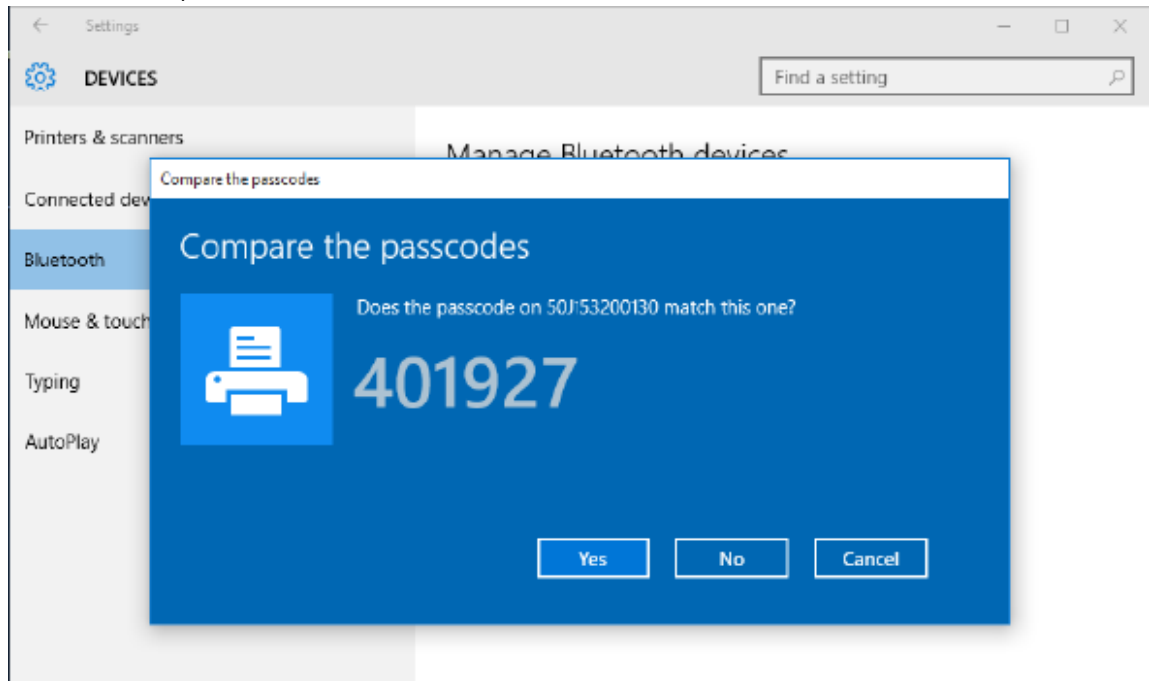 Settings
DEVICES
Find a setting
Printers & scanners
Manage Bluetooth devices
Compare the passcodes
Connected dev
Compare the passcodes
Bluetooth
Does the passcode on 50J153200130 match this one?
Mouse & touch
401927
Typing
AutoPlay
Yes No Cancel